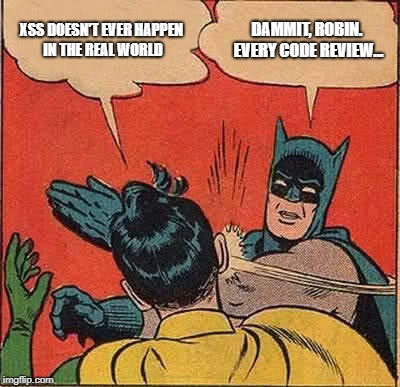 XSS DOESN'T EVER HAPPEN
IN THE REAL WORLD
DAMMIT, ROBIN.
EVERY CODE REVIEW...
imgflip.com